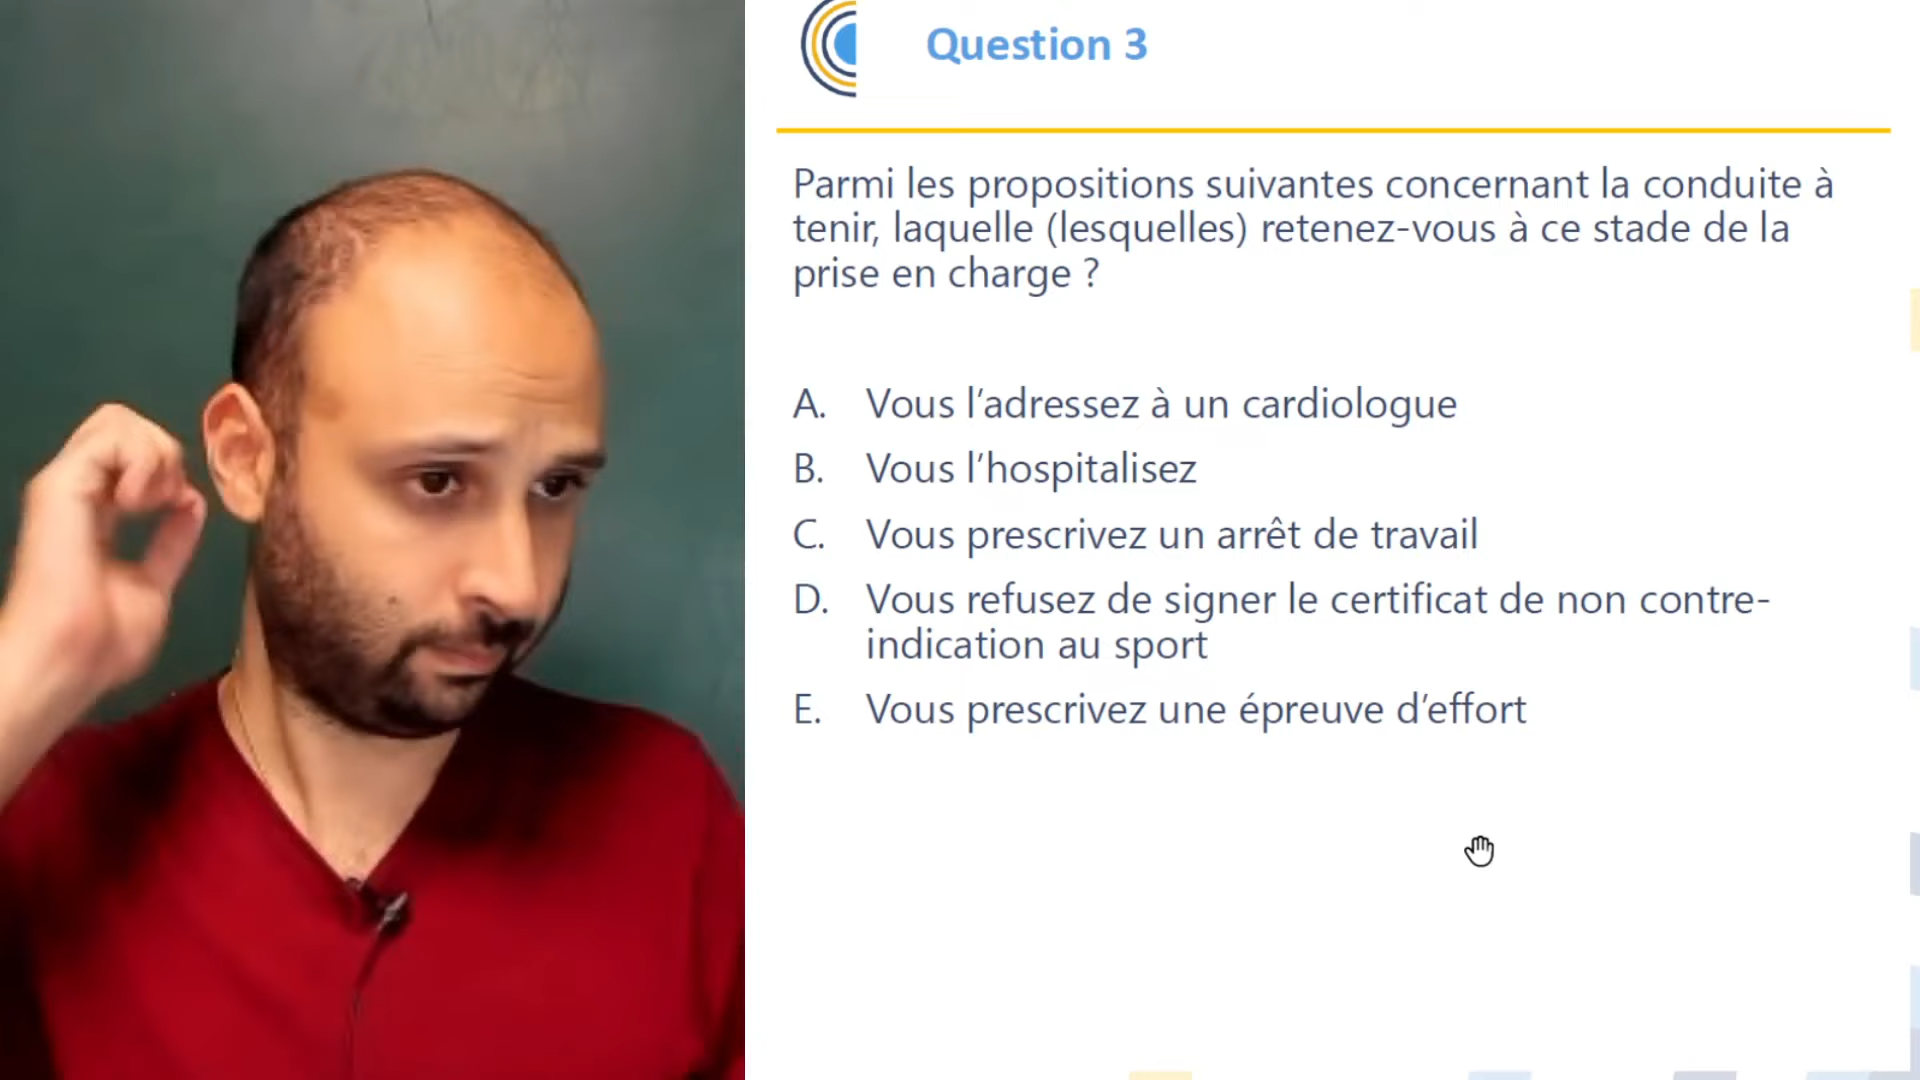 Question 3
Parmi les propositions suivantes concernant la conduite à
tenir, laquelle (lesquelles) retenez-vous à ce stade de la
prise en charge ?
A. Vous l’adressez à un cardiologue
B. Vous l’hospitalisez
C. Vous prescrivez un arrêt de travail
D. Vous refusez de signer le certificat de non contre-
indication au sport
E. Vous prescrivez une épreuve d’effort